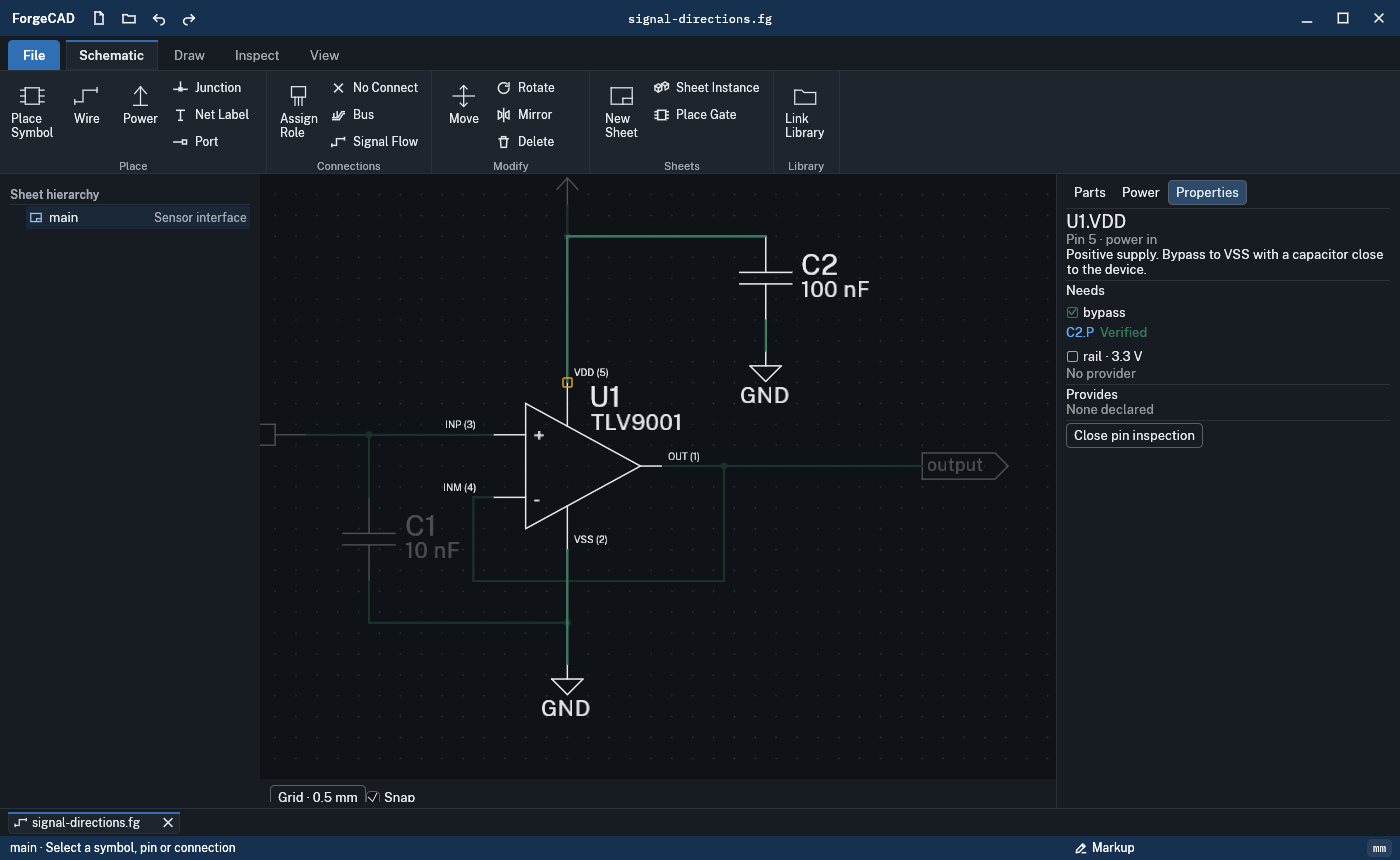 ForgeCAD
signal-directions.fg
File
Schematic
Draw
Inspect
View
Place Symbol
Wire
Power
Junction
Net Label
Port
Place
Assign Role
No Connect
Bus
Signal Flow
Connections
Move
Rotate
Mirror
Delete
Modify
New Sheet
Sheet Instance
Place Gate
Sheets
Link Library
Library
Sheet hierarchy
main
Sensor interface
C2
100 nF
GND
VDD (5)
U1
TLV9001
INP (3)
+
OUT (1)
output
INM (4)
-
C1
10 nF
VSS (2)
GND
Grid · 0.5 mm
Snap
Parts
Power
Properties
U1.VDD
Pin 5 · power in
Positive supply. Bypass to VSS with a capacitor close
to the device.
Needs
bypass
C2.P Verified
rail · 3.3 V
No provider
Provides
None declared
Close pin inspection
signal-directions.fg
main · Select a symbol, pin or connection
Markup
mm